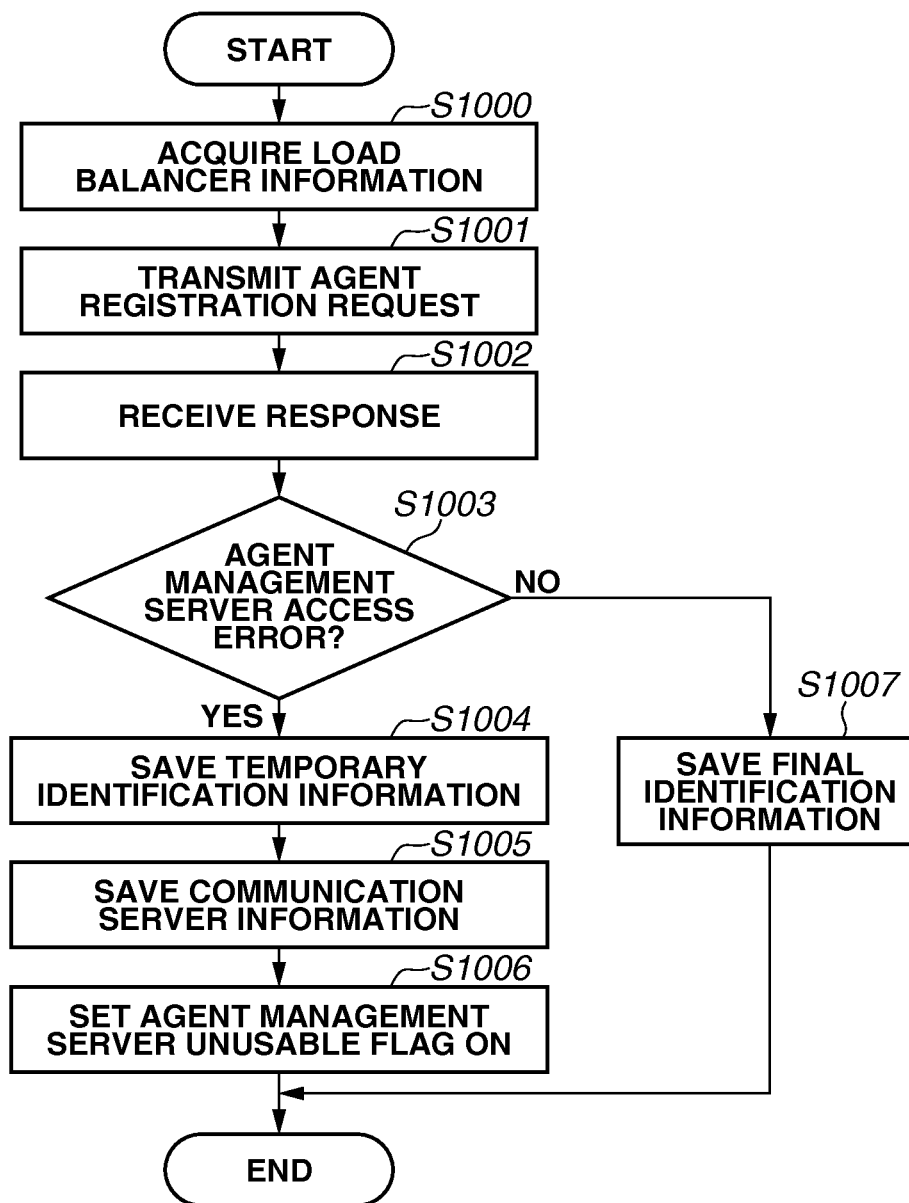 START
S1000
ACQUIRE LOAD
BALANCER INFORMATION
S1001
TRANSMIT AGENT
REGISTRATION REQUEST
S1002
RECEIVE RESPONSE
S1003
AGENT
MANAGEMENT
SERVER ACCESS
ERROR?
NO
YES
S1004
SAVE TEMPORARY
IDENTIFICATION INFORMATION
S1005
SAVE COMMUNICATION
SERVER INFORMATION
S1006
SET AGENT MANAGEMENT
SERVER UNUSABLE FLAG ON
S1007
SAVE FINAL
IDENTIFICATION
INFORMATION
END